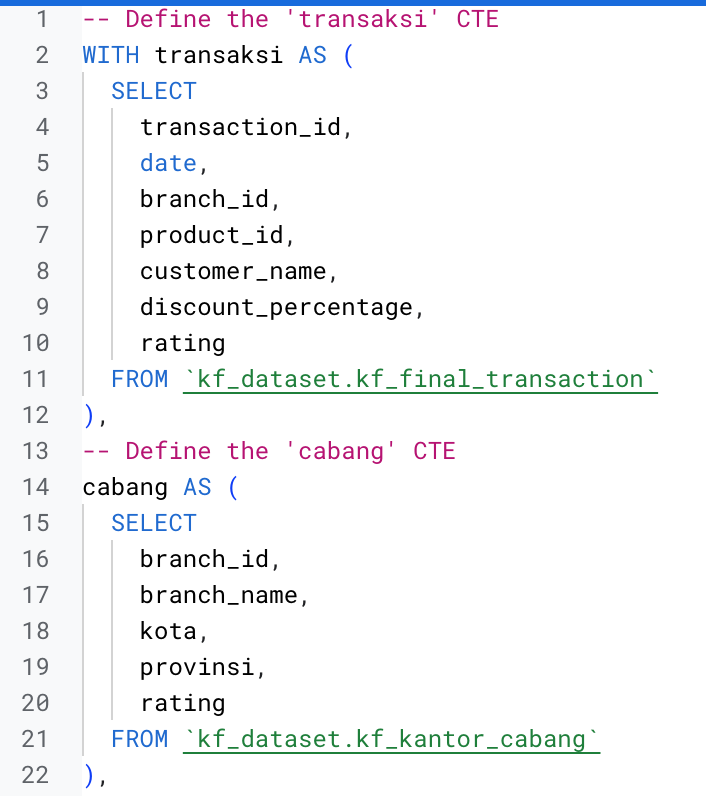 1 -- Define the 'transaksi' CTE
2 WITH transaksi AS (
3 SELECT
4 transaction_id,
5 date,
6 branch_id,
7 product_id,
8 customer_name,
9 discount_percentage,
10 rating
11 FROM `kf_dataset.kf_final_transaction`
12 ),
13 -- Define the 'cabang' CTE
14 cabang AS (
15 SELECT
16 branch_id,
17 branch_name,
18 kota,
19 provinsi,
20 rating
21 FROM `kf_dataset.kf_kantor_cabang`
22 ),